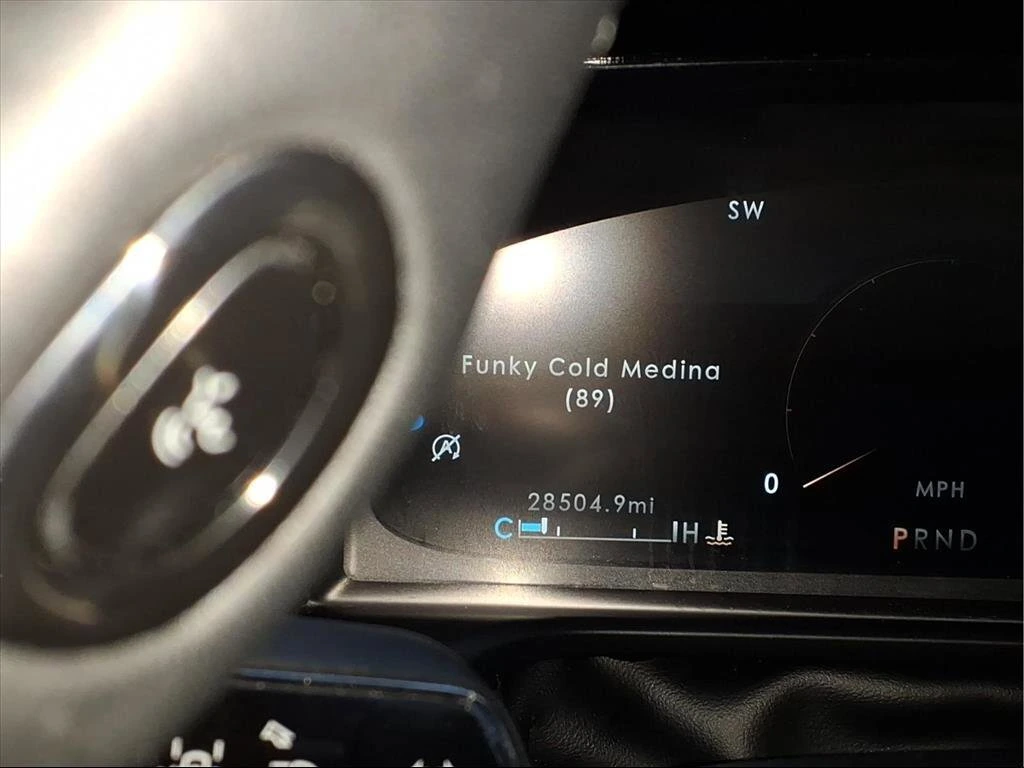 SW
Funky Cold Medina
(89)
0
MPH
28504.9mi
C H
PRND